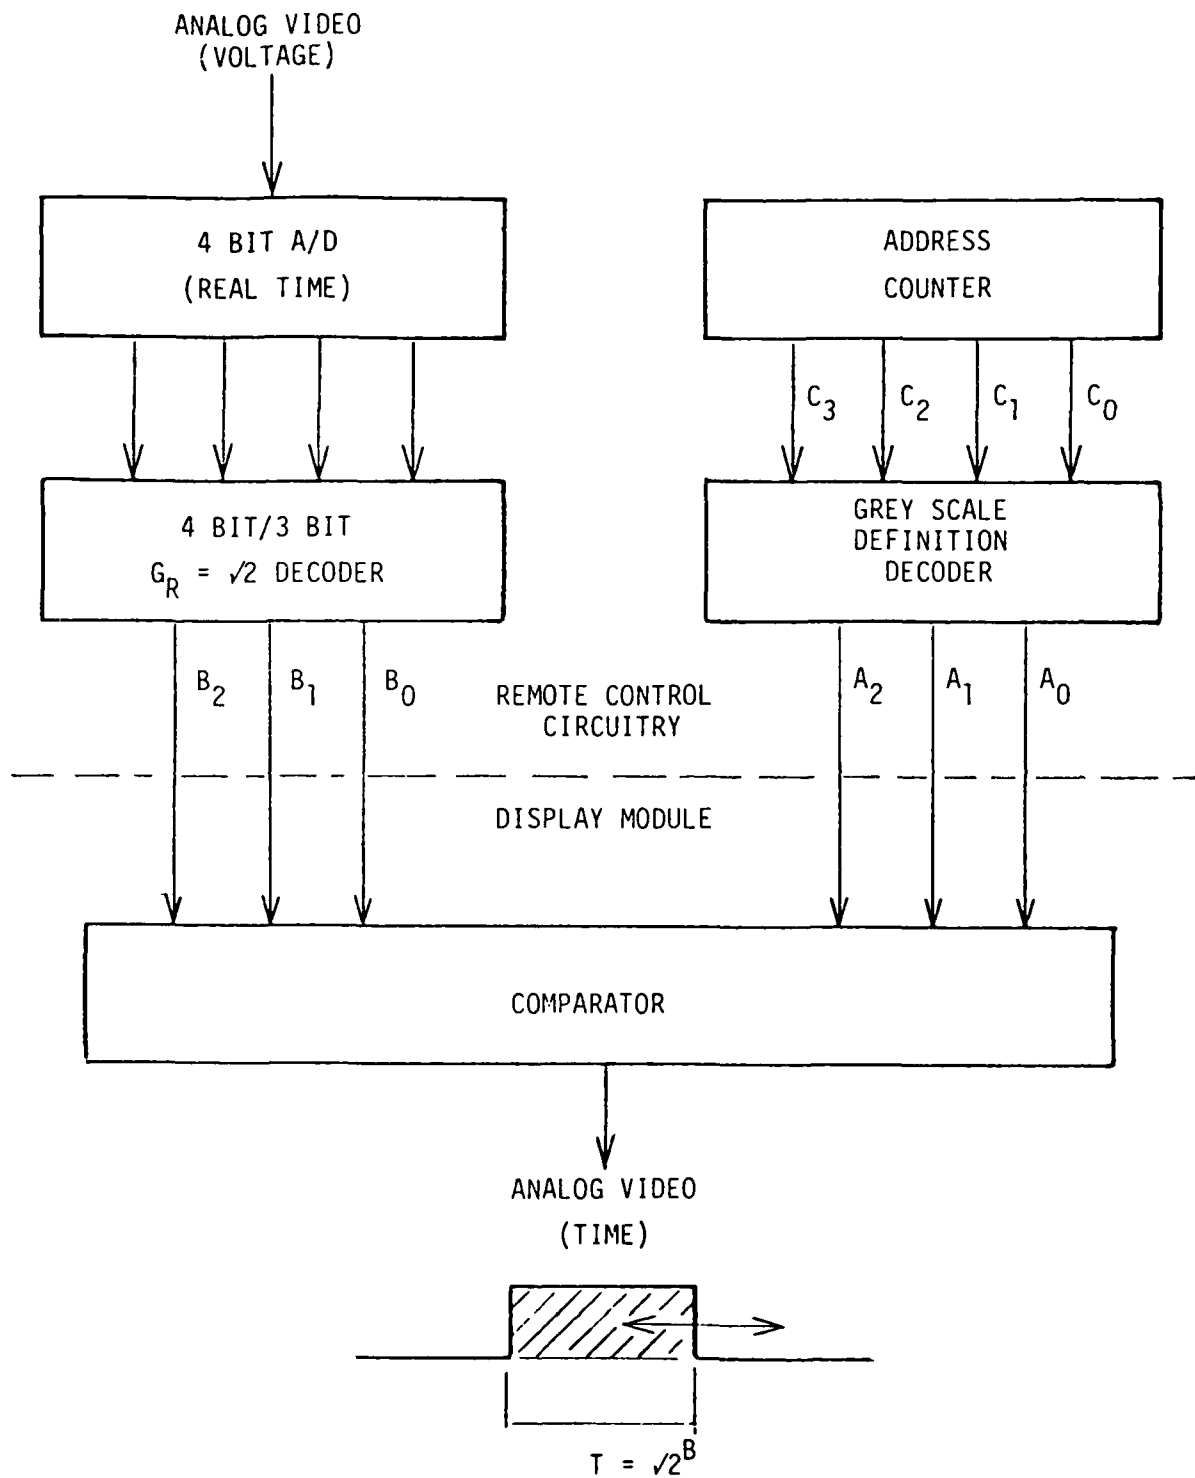 ANALOG VIDEO
(VOLTAGE)
4 BIT A/D
(REAL TIME)
ADDRESS
COUNTER
C3 C2 C1 C0
4 BIT/3 BIT
GR = √2 DECODER
GREY SCALE
DEFINITION
DECODER
B2 B1 B0
A2 A1 A0
REMOTE CONTROL
CIRCUITRY
DISPLAY MODULE
COMPARATOR
ANALOG VIDEO
(TIME)
T = √2^B